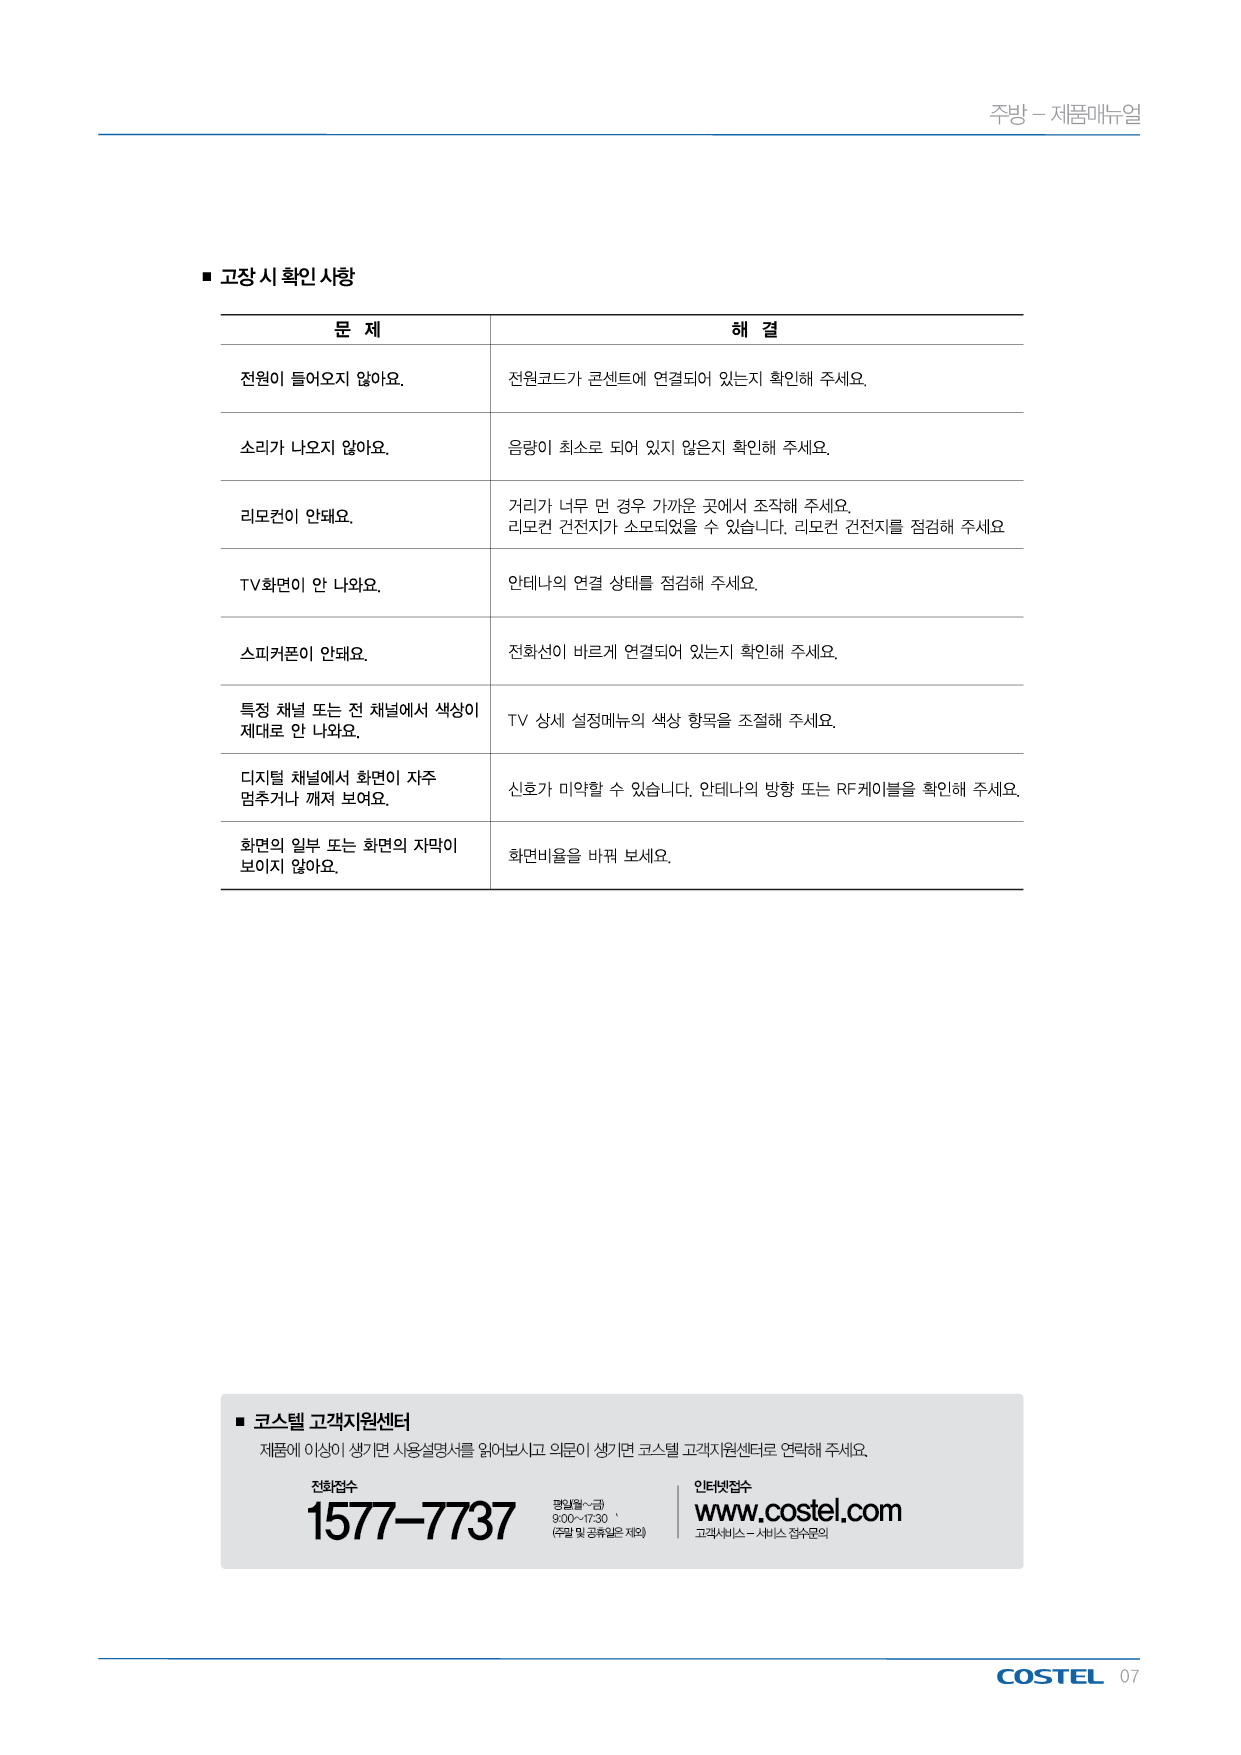 주방 – 제품매뉴얼
■ 고장 시 확인 사항
문 제 해 결
전원이 들어오지 않아요. 전원코드가 콘센트에 연결되어 있는지 확인해 주세요.
소리가 나오지 않아요. 음량이 최소로 되어 있지 않은지 확인해 주세요.
리모컨이 안돼요.
거리가 너무 먼 경우 가까운 곳에서 조작해 주세요.
리모컨 건전지가 소모되었을 수 있습니다. 리모컨 건전지를 점검해 주세요
TV화면이 안 나와요. 안테나의 연결 상태를 점검해 주세요.
스피커폰이 안돼요. 전화선이 바르게 연결되어 있는지 확인해 주세요.
특정 채널 또는 전 채널에서 색상이
제대로 안 나와요.
TV 상세 설정메뉴의 색상 항목을 조절해 주세요.
디지털 채널에서 화면이 자주
멈추거나 깨져 보여요.
신호가 미약할 수 있습니다. 안테나의 방향 또는 RF케이블을 확인해 주세요.
화면의 일부 또는 화면의 자막이
보이지 않아요.
화면비율을 바꿔 보세요.
■ 코스텔 고객지원센터
제품에 이상이 생기면 사용설명서를 읽어보시고 의문이 생기면 코스텔 고객지원센터로 연락해 주세요.
전화접수
1577–7737
평일(월~금)
9:00~17:30
(주말 및 공휴일은 제외)
인터넷접수
www.costel.com
고객서비스 – 서비스 접수문의
COSTEL 07